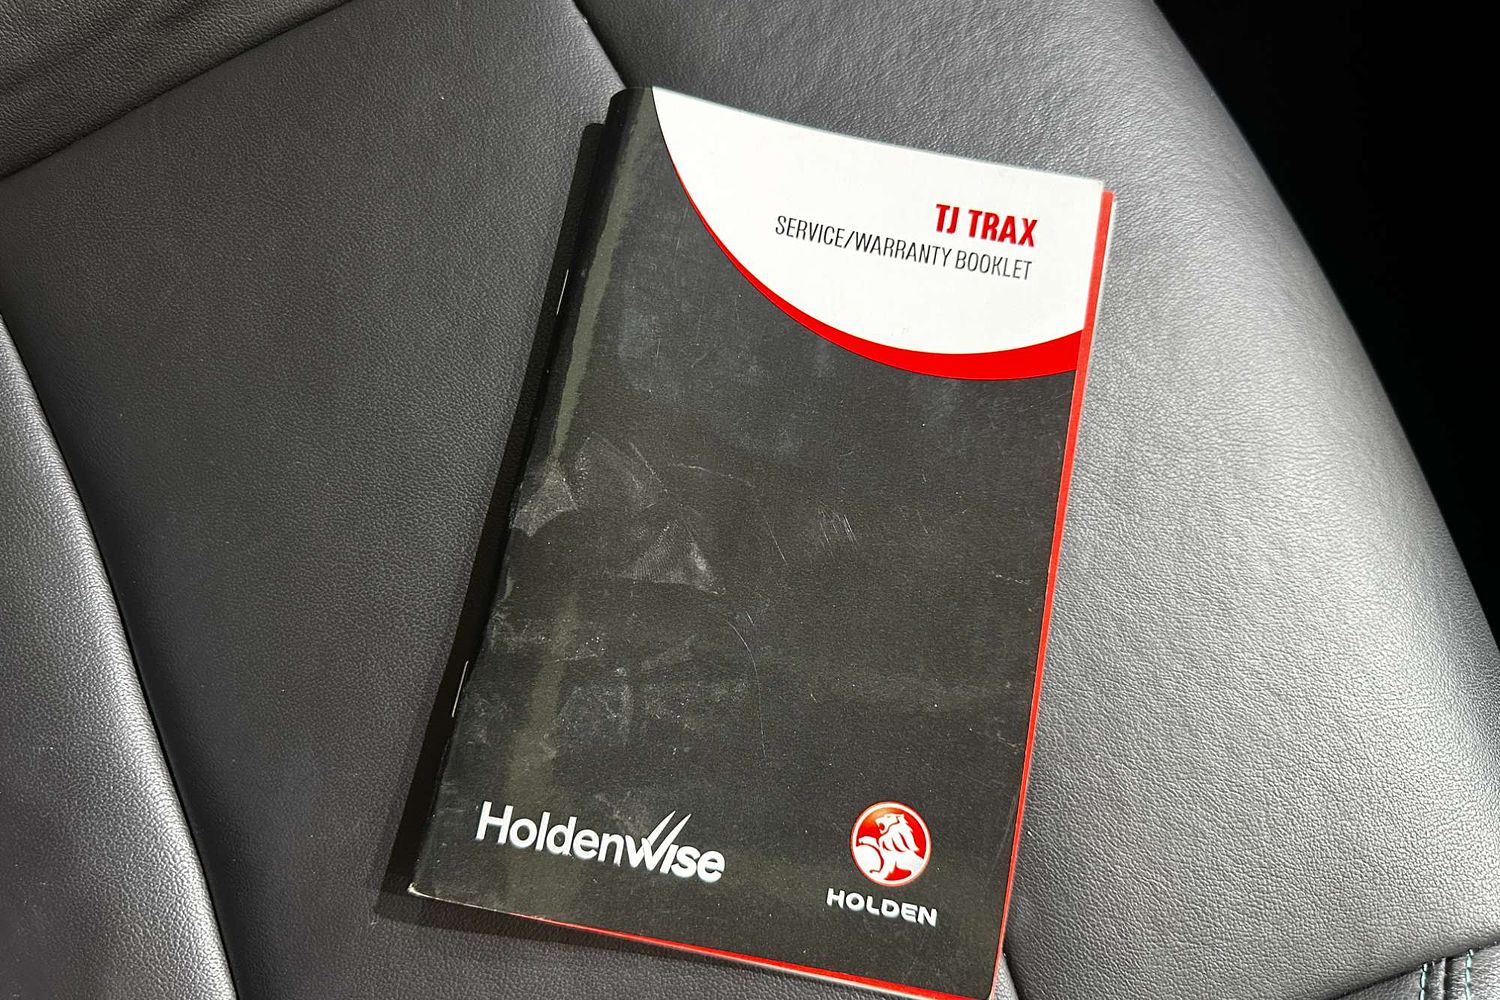 TJ TRAX
SERVICE/WARRANTY BOOKLET
HoldenWise
HOLDEN